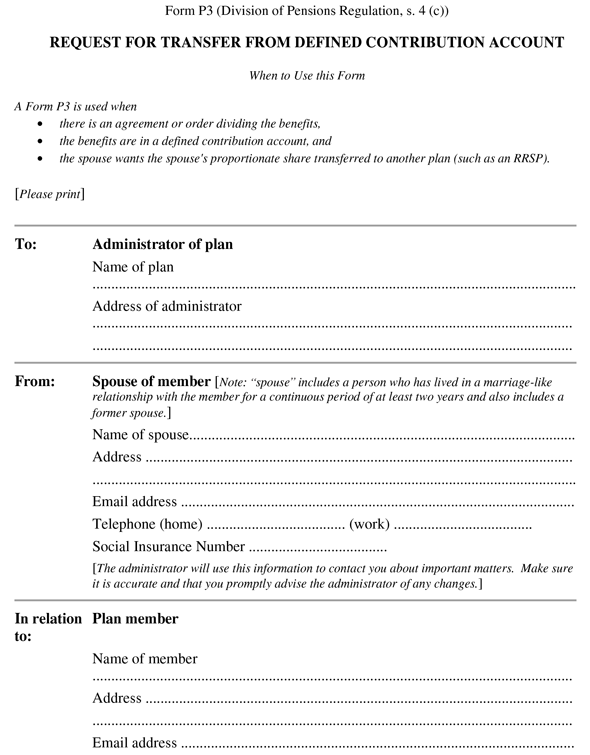 Form P3 (Division of Pensions Regulation, s. 4 (c))
REQUEST FOR TRANSFER FROM DEFINED CONTRIBUTION ACCOUNT
When to Use this Form
A Form P3 is used when
• there is an agreement or order dividing the benefits,
• the benefits are in a defined contribution account, and
• the spouse wants the spouse's proportionate share transferred to another plan (such as an RRSP).
[Please print]
To: Administrator of plan
Name of plan
....................................................................................................................................
Address of administrator
....................................................................................................................................
....................................................................................................................................
From: Spouse of member [Note: “spouse” includes a person who has lived in a marriage-like
relationship with the member for a continuous period of at least two years and also includes a
former spouse.]
Name of spouse.........................................................................................................
Address .....................................................................................................................
....................................................................................................................................
Email address ...........................................................................................................
Telephone (home) ..................................... (work) .....................................
Social Insurance Number .....................................
[The administrator will use this information to contact you about important matters. Make sure
it is accurate and that you promptly advise the administrator of any changes.]
In relation to: Plan member
Name of member
....................................................................................................................................
Address .....................................................................................................................
....................................................................................................................................
Email address ...........................................................................................................